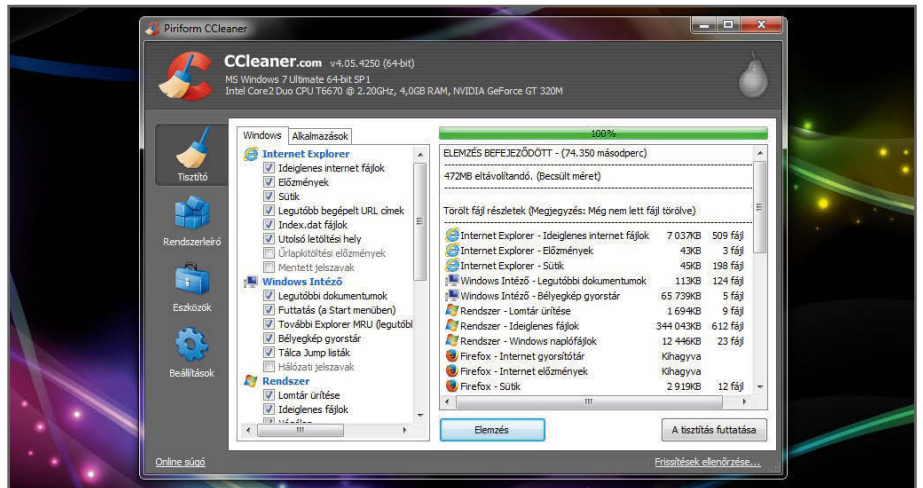 Piriform CCleaner
CCleaner.com v4.05.4250 (64-bit)
MS Windows 7 Ultimate 64-bit SP1
Intel Core2 Duo CPU T6670 @ 2.20GHz, 4,0GB RAM, NVIDIA GeForce GT 320M
Tisztító
Rendszerleíró
Eszközök
Beállítások
Windows Alkalmazások
Internet Explorer
Ideiglenes internet fájlok
Előzmények
Sütik
Legutóbb begépelt URL címek
Index.dat fájlok
Utolsó letöltési hely
Űrlapkitöltési előzmények
Mentett jelszavak
Windows Intéző
Legutóbbi dokumentumok
Futtatás (a Start menüben)
További Explorer MRU (legutóbl
Bélyegkép gyorstár
Tálca Jump listák
Hálózati jelszavak
Rendszer
Lomtár ürítése
Ideiglenes fájlok
100%
ELEMZÉS BEFEJEZŐDÖTT - (74.350 másodperc)
472MB eltávolítandó. (Becsült méret)
Törölt fájl részletek (Megjegyzés: Még nem lett fájl törölve)
Internet Explorer - Ideiglenes internet fájlok 7 037KB 509 fájl
Internet Explorer - Előzmények 43KB 3 fájl
Internet Explorer - Sütik 45KB 198 fájl
Windows Intéző - Legutóbbi dokumentumok 113KB 124 fájl
Windows Intéző - Bélyegkép gyorstár 65 739KB 5 fájl
Rendszer - Lomtár ürítése 1 694KB 9 fájl
Rendszer - Ideiglenes fájlok 344 043KB 612 fájl
Rendszer - Windows naplófájlok 12 446KB 23 fájl
Firefox - Internet gyorsítótár Kihagyva
Firefox - Internet előzmények Kihagyva
Firefox - Sütik 2 919KB 12 fájl
Elemzés
A tisztítás futtatása
Online súgó
Frissítések ellenőrzése...